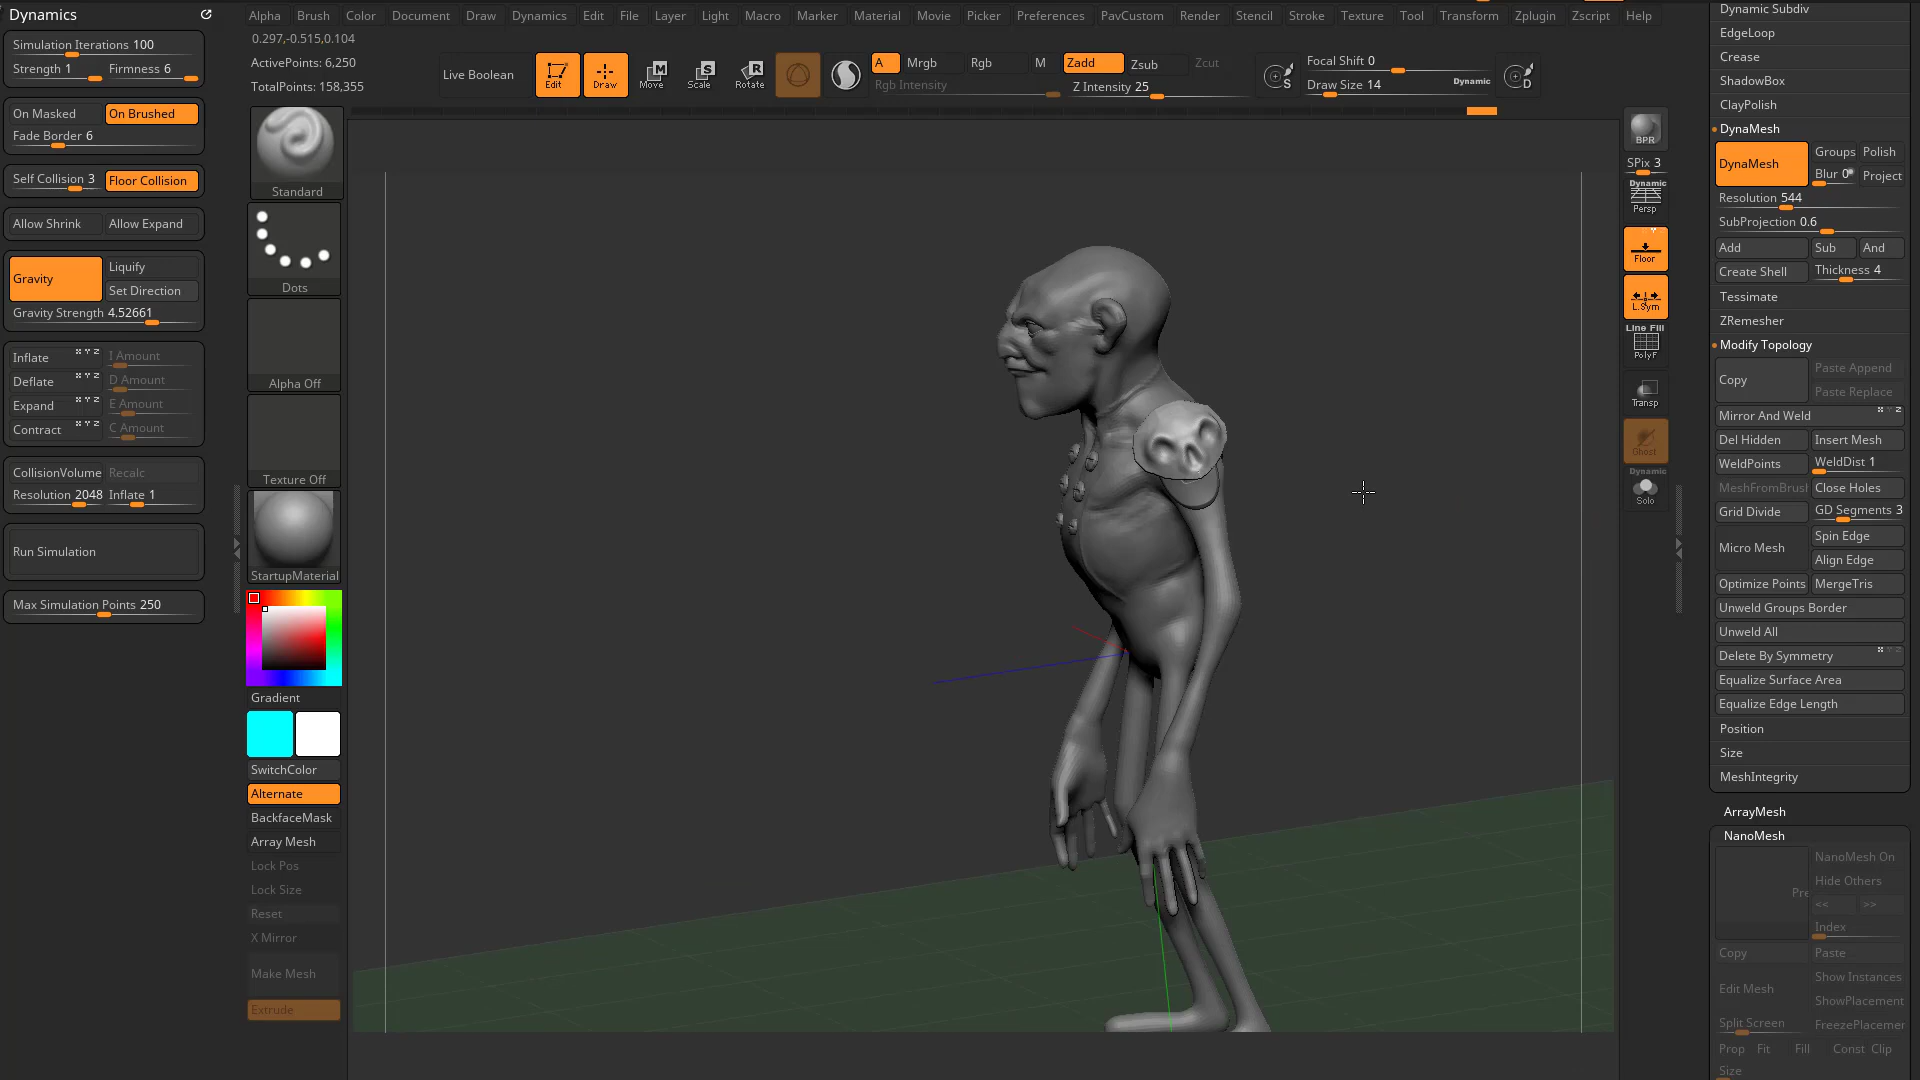 Dynamics
Simulation Iterations 100
Strength 1 Firmness 6
On Masked On Brushed
Fade Border 6
Self Collision 3 Floor Collision
Allow Shrink Allow Expand
Gravity Liquify
Set Direction
Gravity Strength 4.52661
Inflate X Y Z I Amount
Deflate X Y Z D Amount
Expand X Y Z E Amount
Contract X Y Z C Amount
CollisionVolume Recalc
Resolution 2048 Inflate 1
Run Simulation
Max Simulation Points 250
Alpha Brush Color Document Draw Dynamics Edit File Layer Light Macro Marker Material Movie Picker Preferences PavCustom Render Stencil Stroke Texture Tool Transform Zplugin Zscript Help
0.297,-0.515,0.104
ActivePoints: 6,250
TotalPoints: 158,355
Live Boolean
Edit
Draw
Move
Scale
Rotate
A Mrgb Rgb M Zadd Zsub Zcut
Rgb Intensity Z Intensity 25
S
Focal Shift 0
Draw Size 14 Dynamic
D
Standard
Dots
Alpha Off
Texture Off
StartupMaterial
Gradient
SwitchColor
Alternate
BackfaceMask
Array Mesh
Lock Pos
Lock Size
Reset
X Mirror
Make Mesh
Extrude
BPR
SPix 3
Dynamic
Persp
Floor
L.Sym
Line Fill
PolyF
Transp
Ghost
Dynamic
Solo
Dynamic Subdiv
EdgeLoop
Crease
ShadowBox
ClayPolish
DynaMesh
DynaMesh Groups Polish
Blur 0 Project
Resolution 544
SubProjection 0.6
Add Sub And
Create Shell Thickness 4
Tessimate
ZRemesher
Modify Topology
Copy Paste Append
Paste Replace
Mirror And Weld
Del Hidden Insert Mesh
WeldPoints WeldDist 1
MeshFromBrus Close Holes
Grid Divide GD Segments 3
Micro Mesh Spin Edge
Align Edge
Optimize Points MergeTris
Unweld Groups Border
Unweld All
Delete By Symmetry
Equalize Surface Area
Equalize Edge Length
Position
Size
MeshIntegrity
ArrayMesh
NanoMesh
NanoMesh On
Hide Others
Pre << >>
Index
Copy Paste
Edit Mesh Show Instances
ShowPlacement
Split Screen FreezePlacemen
Prop Fit Fill Const Clip
Size